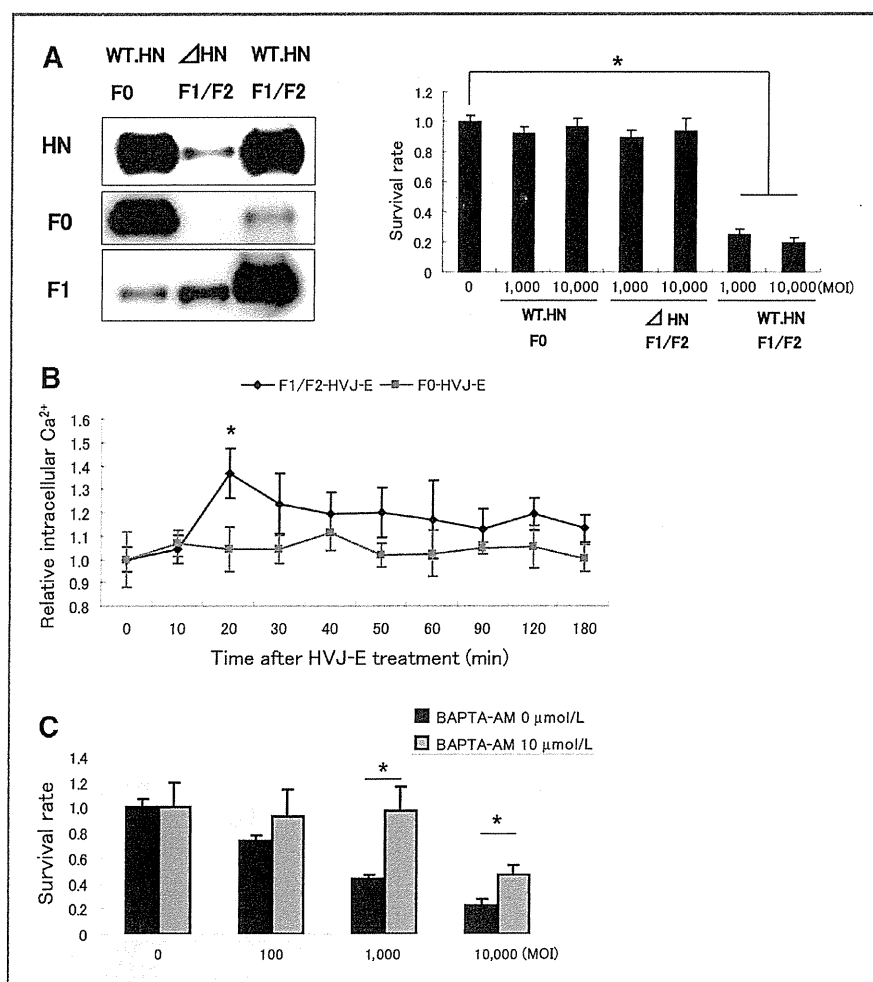 A
WT.HN ⊿HN WT.HN
F0 F1/F2 F1/F2
HN
F0
F1
*
Survival rate
1.2
1.0
0.8
0.6
0.4
0.2
0
0 1,000 10,000 1,000 10,000 1,000 10,000 (MOI)
WT.HN ⊿HN WT.HN
F0 F1/F2 F1/F2
B
F1/F2-HVJ-E F0-HVJ-E
Relative intracellular Ca2+
1.6
1.5
1.4
1.3
1.2
1.1
1.0
0.9
0.8
*
0 10 20 30 40 50 60 90 120 180
Time after HVJ-E treatment (min)
C
BAPTA-AM 0 μmol/L
BAPTA-AM 10 μmol/L
Survival rate
1.4
1.2
1.0
0.8
0.6
0.4
0.2
0
*
*
0 100 1,000 10,000 (MOI)